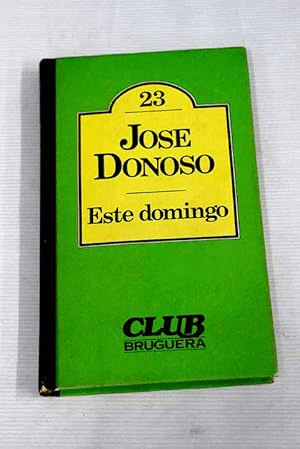 23
JOSE
DONOSO
Este domingo
CLUB
BRUGUERA